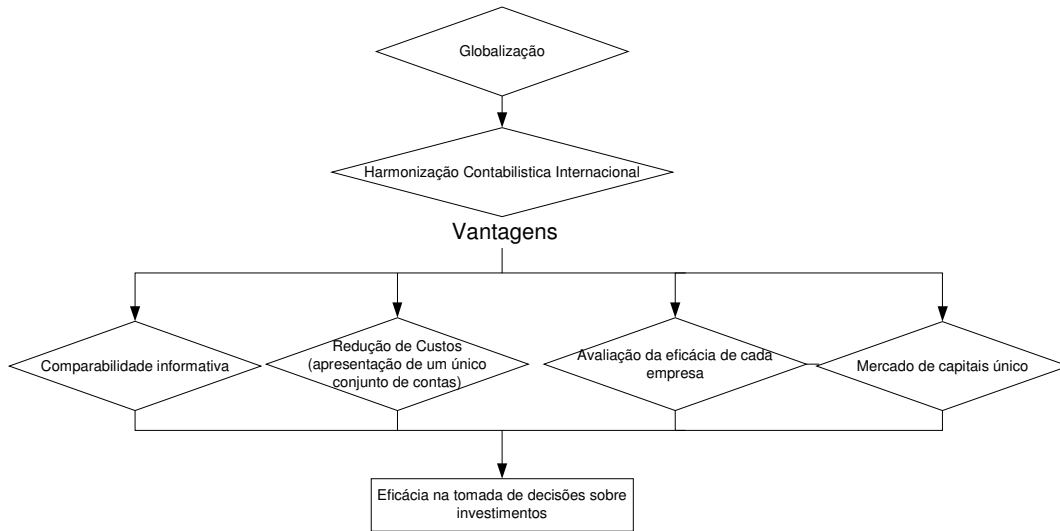 Globalização
Harmonização Contabilistica Internacional
Vantagens
Comparabilidade informativa
Redução de Custos
(apresentação de um único
conjunto de contas)
Avaliação da eficácia de cada
empresa
Mercado de capitais único
Eficácia na tomada de decisões sobre
investimentos